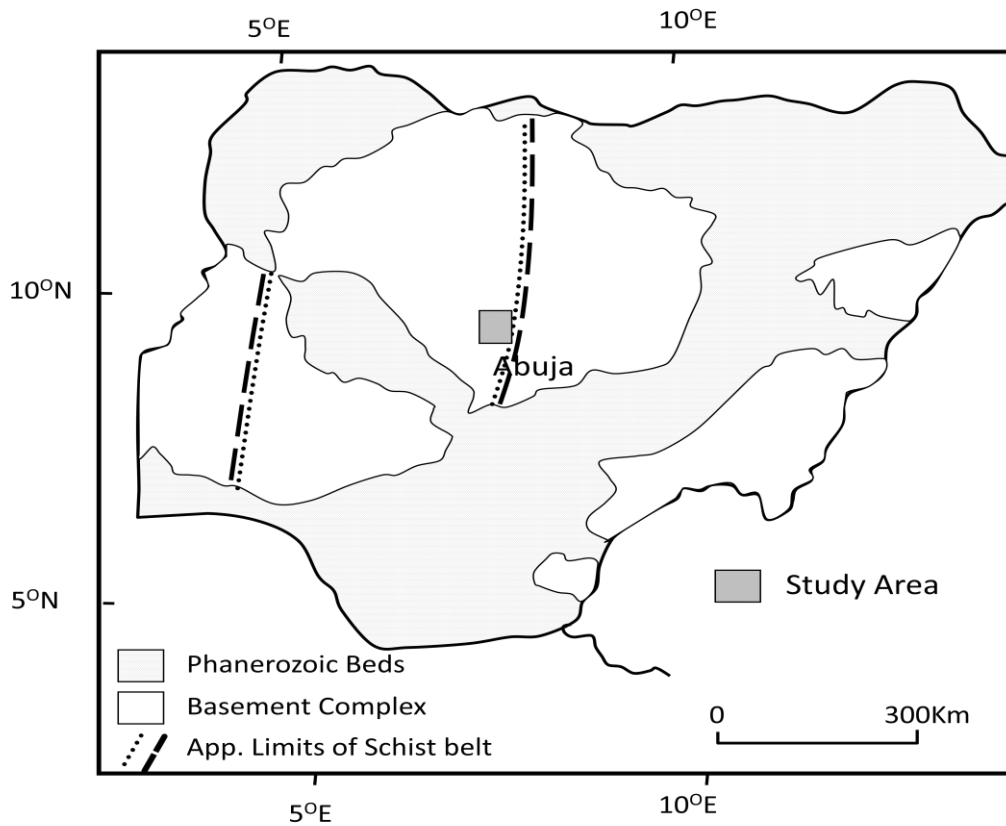 5°E
10°E
10°N
Abuja
5°N
Study Area
Phanerozoic Beds
Basement Complex
App. Limits of Schist belt
0
300Km
5°E
10°E